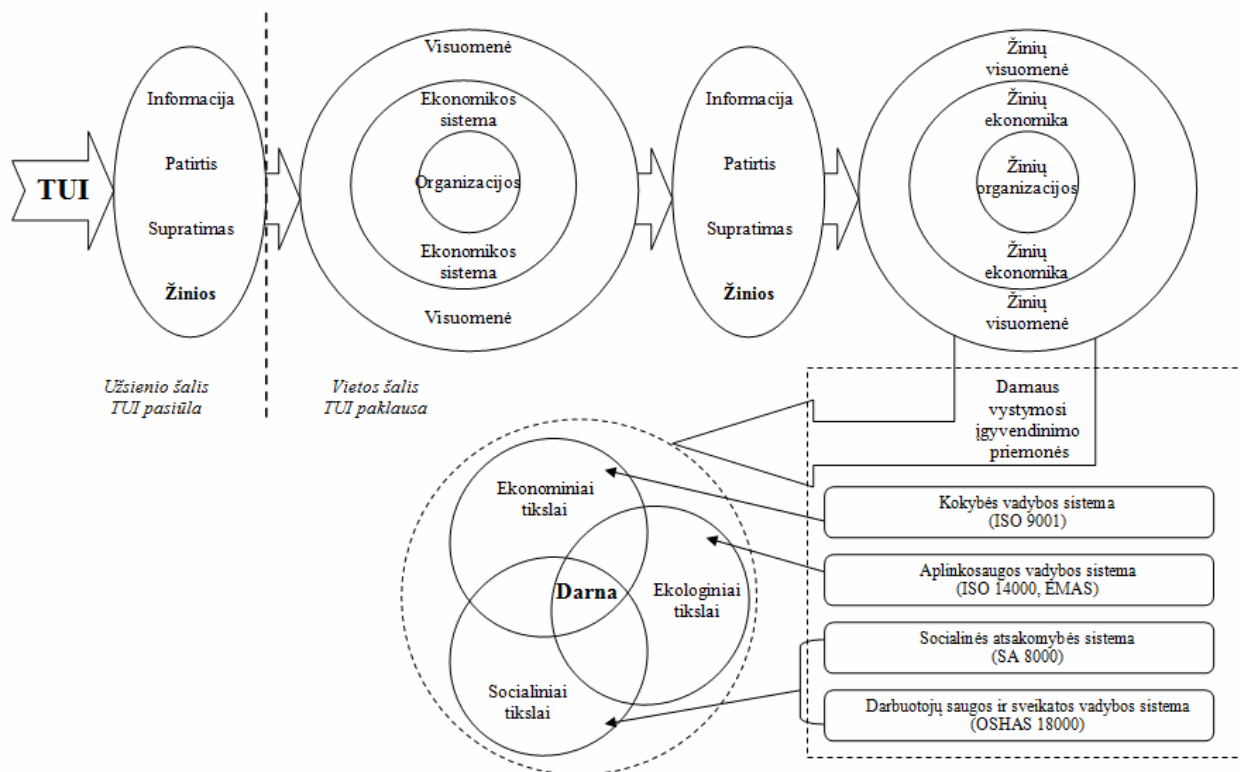 TUI
Informacija
Patirtis
Supratimas
Žinios
Užsienio šalis
TUI pasiūla
Visuomenė
Ekonomikos
sistema
Organizacijos
Ekonomikos
sistema
Visuomenė
Vietos šalis
TUI paklausa
Informacija
Patirtis
Supratimas
Žinios
Žinių
visuomenė
Žinių
ekonomika
Žinių
organizacijos
Žinių
ekonomika
Žinių
visuomenė
Darnaus
vystymosi
įgyvendinimo
priemonės
Ekonominiai
tikslai
Darna
Ekologiniai
tikslai
Socialiniai
tikslai
Kokybės vadybos sistema
(ISO 9001)
Aplinkosaugos vadybos sistema
(ISO 14000, EMAS)
Socialinės atsakomybės sistema
(SA 8000)
Darbuotojų saugos ir sveikatos vadybos sistema
(OSHAS 18000)